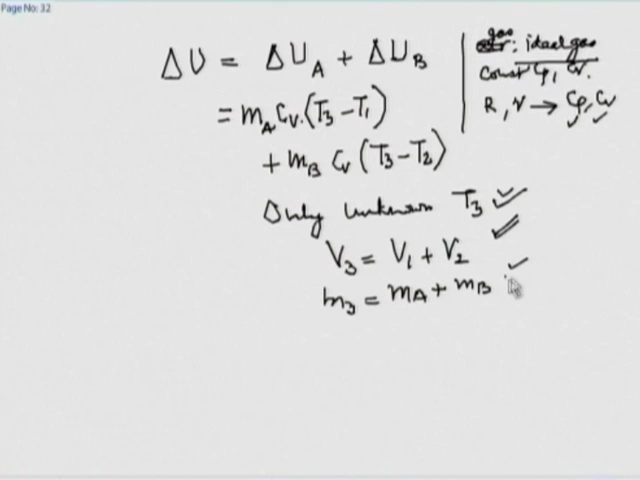 Page No: 32
ΔU = ΔU_A + ΔU_B
= m_A C_V.(T_3 - T_1)
+ m_B C_V (T_3 - T_2)
Only unknown T_3 ✓
V_3 = V_1 + V_2 ✓
m_3 = m_A + m_B ✓
gas : ideal gas
Const C_p, C_V.
R, γ → C_p, C_V
✓ ✓